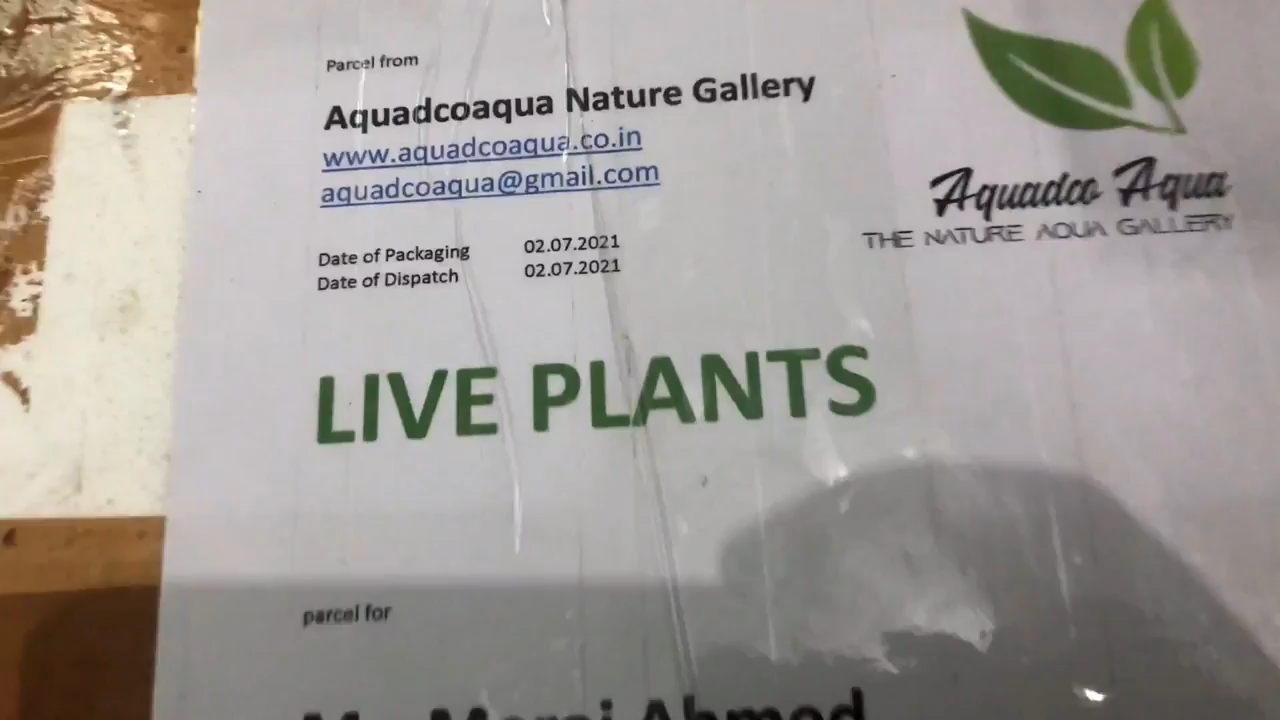 Parcel from
Aquadcoaqua Nature Gallery
www.aquadcoaqua.co.in
aquadcoaqua@gmail.com
Aquadco Aqua
THE NATURE AQUA GALLERY
Date of Packaging 02.07.2021
Date of Dispatch 02.07.2021
LIVE PLANTS
parcel for
Ahmed